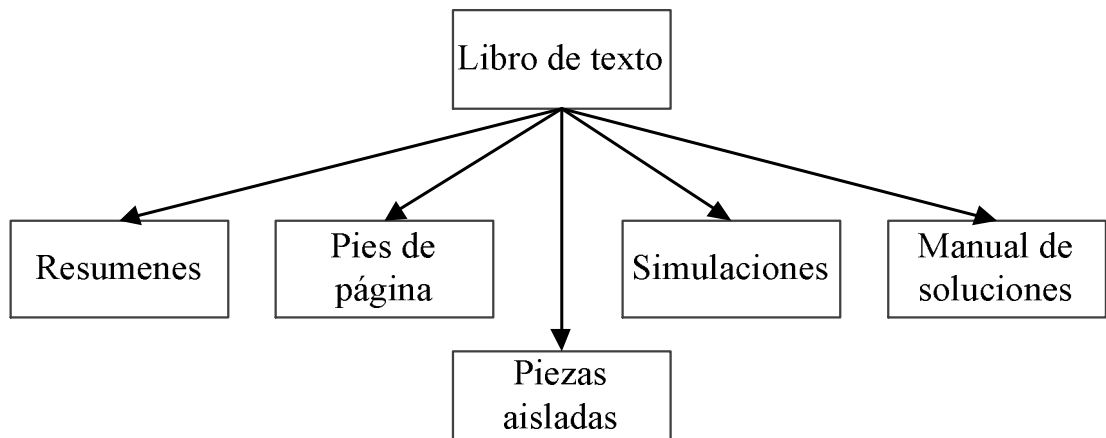 Libro de texto
Resumenes
Pies de
página
Simulaciones
Manual de
soluciones
Piezas
aisladas